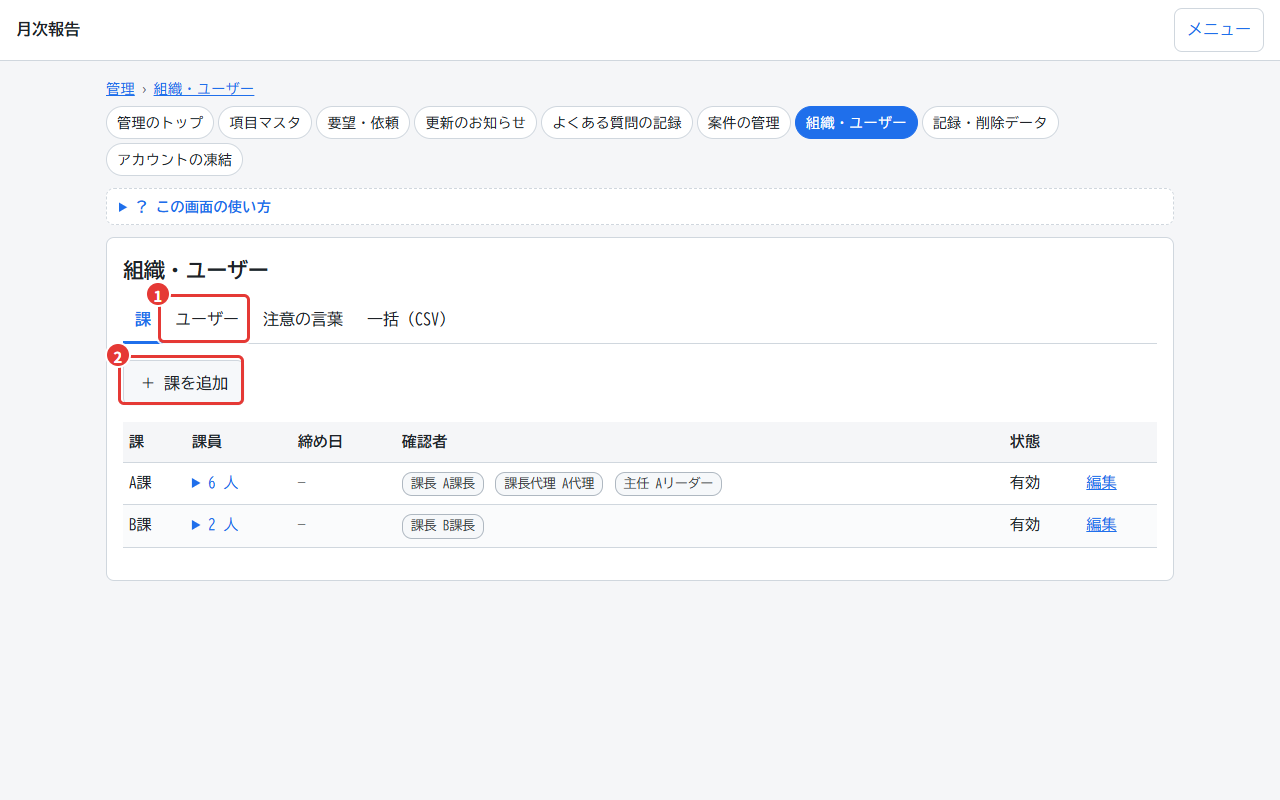 月次報告 メニュー
管理 › 組織・ユーザー
管理のトップ 項目マスタ 要望・依頼 更新のお知らせ よくある質問の記録 案件の管理 組織・ユーザー 記録・削除データ
アカウントの凍結
▶ ? この画面の使い方
組織・ユーザー
1
課 ユーザー 注意の言葉 一括（CSV）
2
＋ 課を追加
課 課員 締め日 確認者 状態
A課 ▶ 6 人 — 課長 A課長 課長代理 A代理 主任 Aリーダー 有効 編集
B課 ▶ 2 人 — 課長 B課長 有効 編集